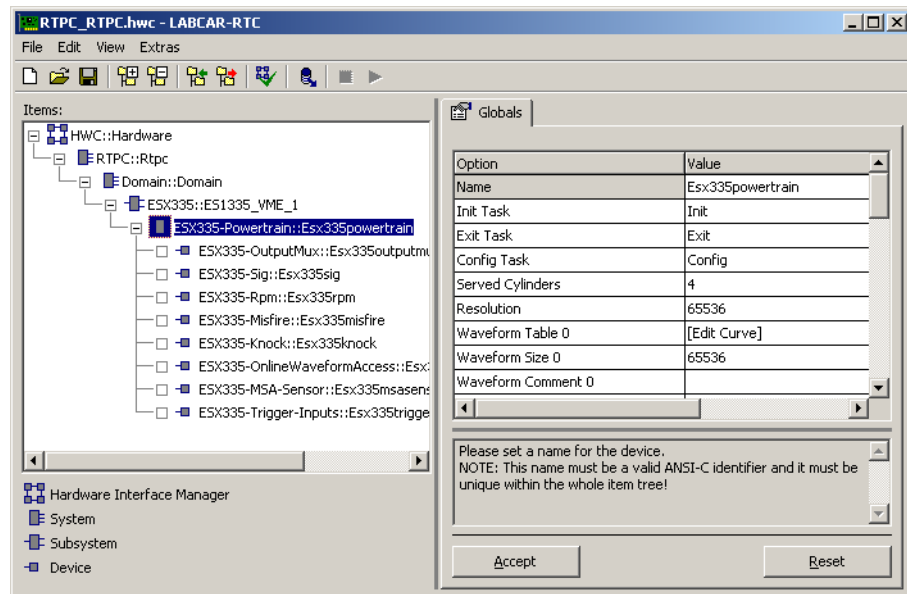 RTPC_RTPC.hwc - LABCAR-RTC
File Edit View Extras
Items:
HWC::Hardware
RTPC::Rtpc
Domain::Domain
ESX335::ES1335_VME_1
ESX335-Powertrain::Esx335powertrain
ESX335-OutputMux::Esx335outputmu
ESX335-Sig::Esx335sig
ESX335-Rpm::Esx335rpm
ESX335-Misfire::Esx335misfire
ESX335-Knock::Esx335knock
ESX335-OnlineWaveformAccess::Esx
ESX335-MSA-Sensor::Esx335msasens
ESX335-Trigger-Inputs::Esx335trigge
Hardware Interface Manager
System
Subsystem
Device
Globals
Option Value
Name Esx335powertrain
Init Task Init
Exit Task Exit
Config Task Config
Served Cylinders 4
Resolution 65536
Waveform Table 0 [Edit Curve]
Waveform Size 0 65536
Waveform Comment 0
Please set a name for the device.
NOTE: This name must be a valid ANSI-C identifier and it must be
unique within the whole item tree!
Accept Reset